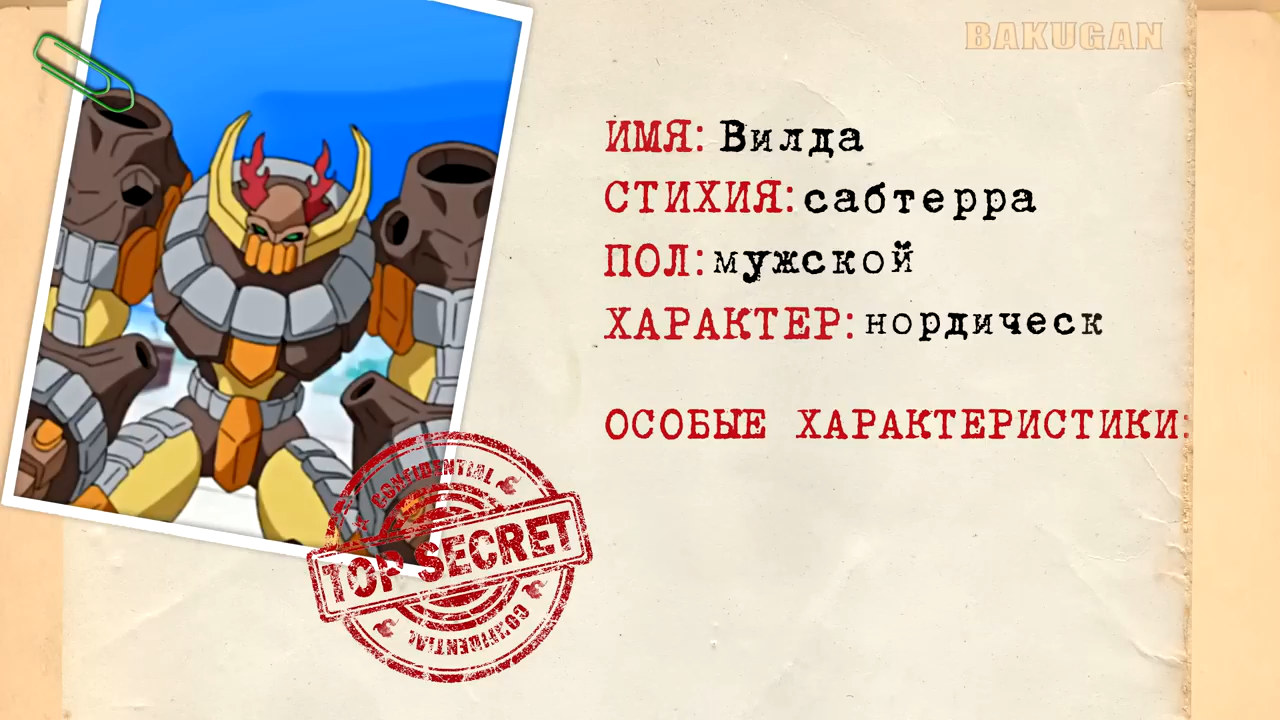 BAKUGAN
ИМЯ: Вилда
СТИХИЯ: сабтерра
ПОЛ: мужской
ХАРАКТЕР: нордическ
ОСОБЫЕ ХАРАКТЕРИСТИКИ:
CONFIDENTIAL
TOP SECRET
CONFIDENTIAL